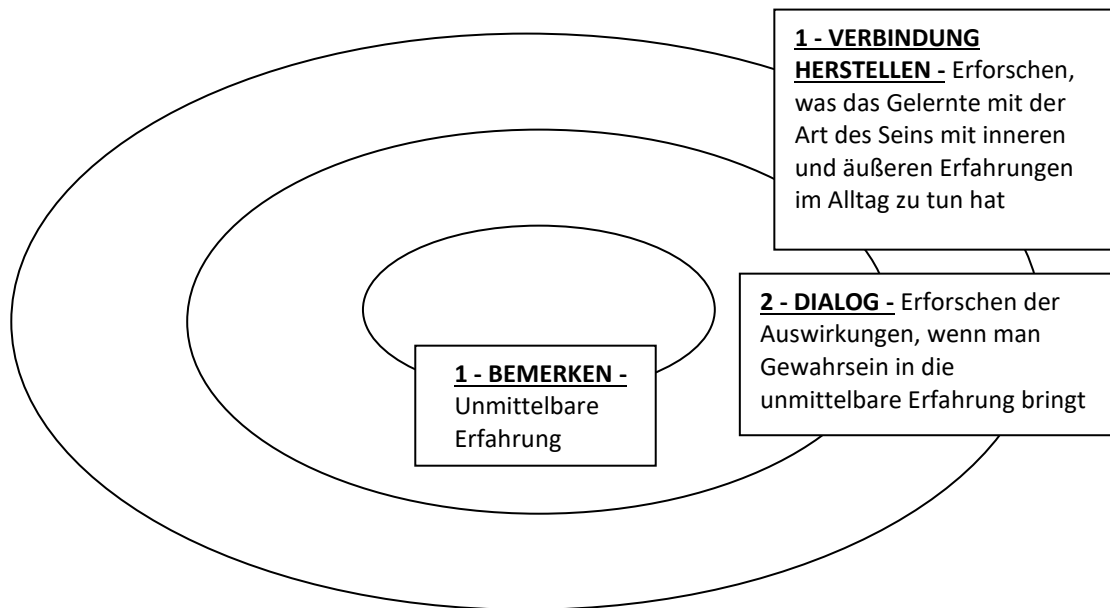 1 - VERBINDUNG
HERSTELLEN - Erforschen,
was das Gelernte mit der
Art des Seins mit inneren
und äußeren Erfahrungen
im Alltag zu tun hat
2 - DIALOG - Erforschen der
Auswirkungen, wenn man
Gewahrsein in die
unmittelbare Erfahrung bringt
1 - BEMERKEN -
Unmittelbare
Erfahrung